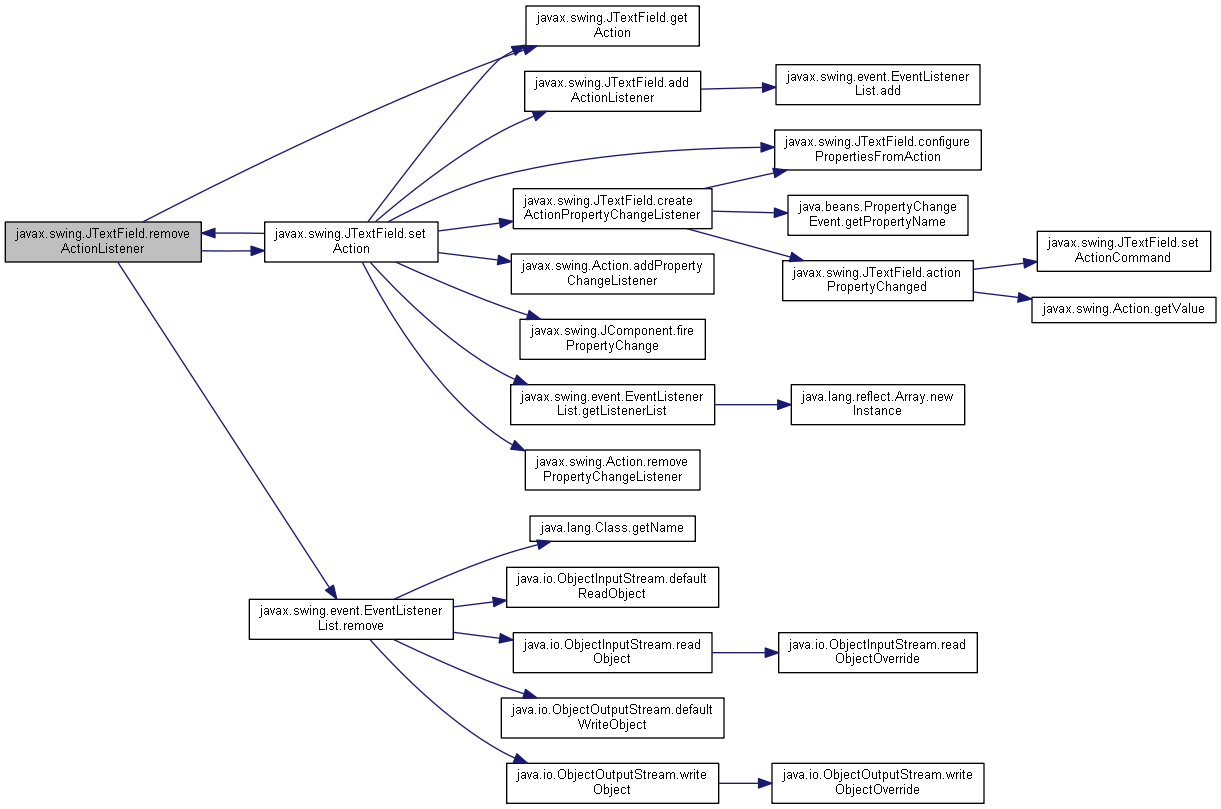 javax.swing.JTextField.get
Action
javax.swing.JTextField.add
ActionListener
javax.swing.event.EventListener
List.add
javax.swing.JTextField.configure
PropertiesFromAction
javax.swing.JTextField.create
ActionPropertyChangeListener
java.beans.PropertyChange
Event.getPropertyName
javax.swing.JTextField.remove
ActionListener
javax.swing.JTextField.set
Action
javax.swing.Action.addProperty
ChangeListener
javax.swing.JTextField.action
PropertyChanged
javax.swing.JTextField.set
ActionCommand
javax.swing.Action.getValue
javax.swing.JComponent.fire
PropertyChange
javax.swing.event.EventListener
List.getListenerList
java.lang.reflect.Array.new
Instance
javax.swing.Action.remove
PropertyChangeListener
java.lang.Class.getName
java.io.ObjectInputStream.default
ReadObject
javax.swing.event.EventListener
List.remove
java.io.ObjectInputStream.read
Object
java.io.ObjectInputStream.read
ObjectOverride
java.io.ObjectOutputStream.default
WriteObject
java.io.ObjectOutputStream.write
Object
java.io.ObjectOutputStream.write
ObjectOverride